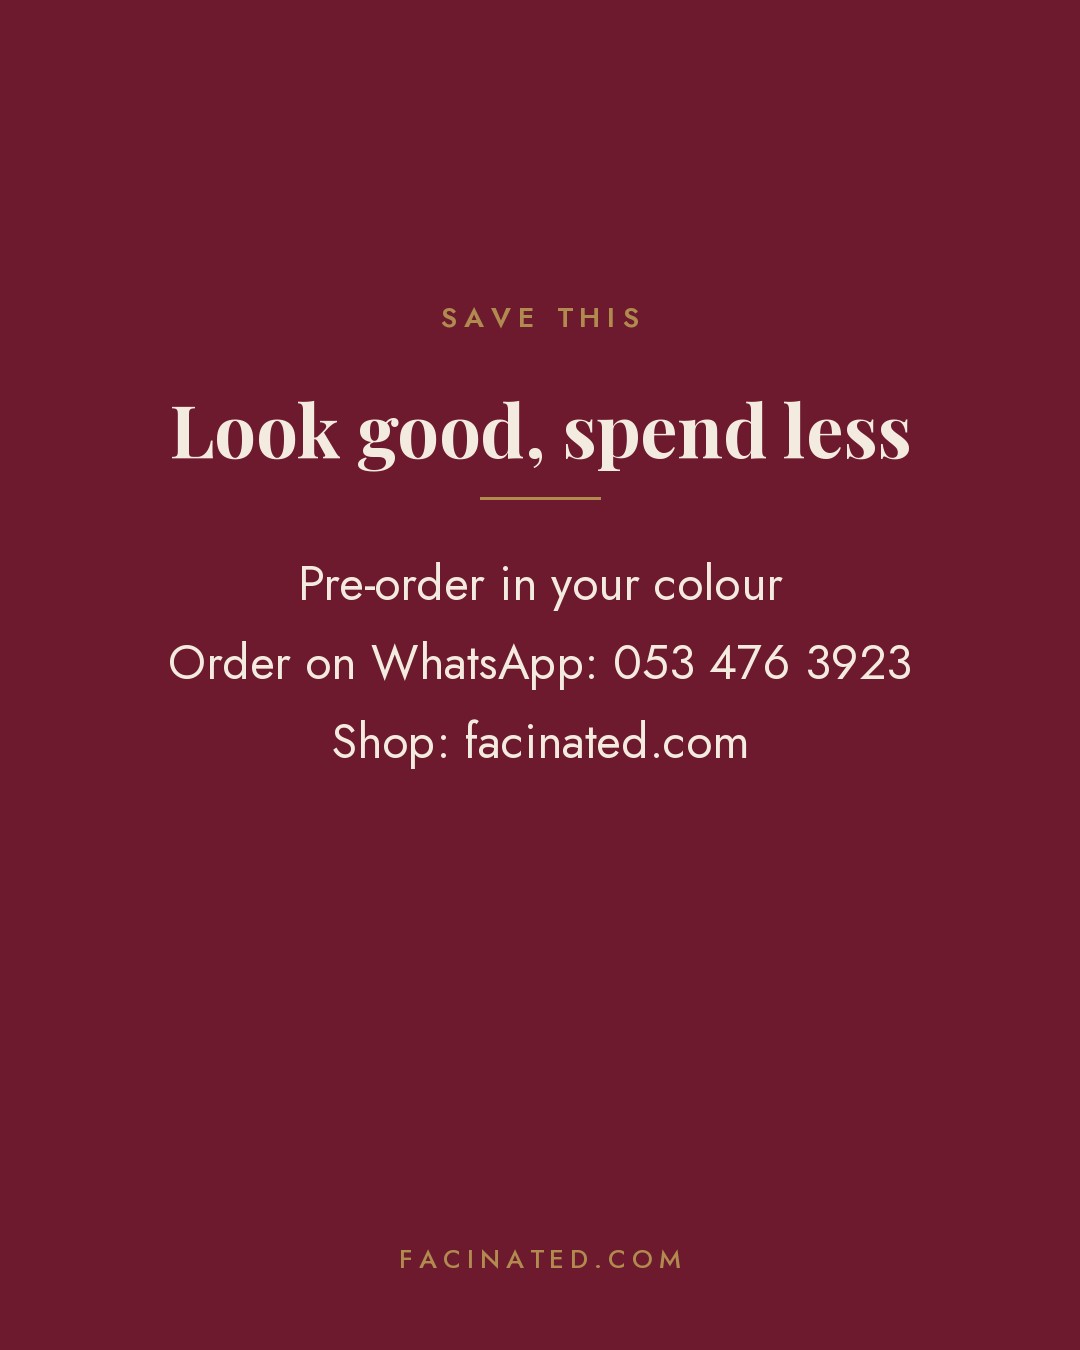 SAVE THIS
Look good, spend less
Pre-order in your colour
Order on WhatsApp: 053 476 3923
Shop: facinated.com
FACINATED.COM